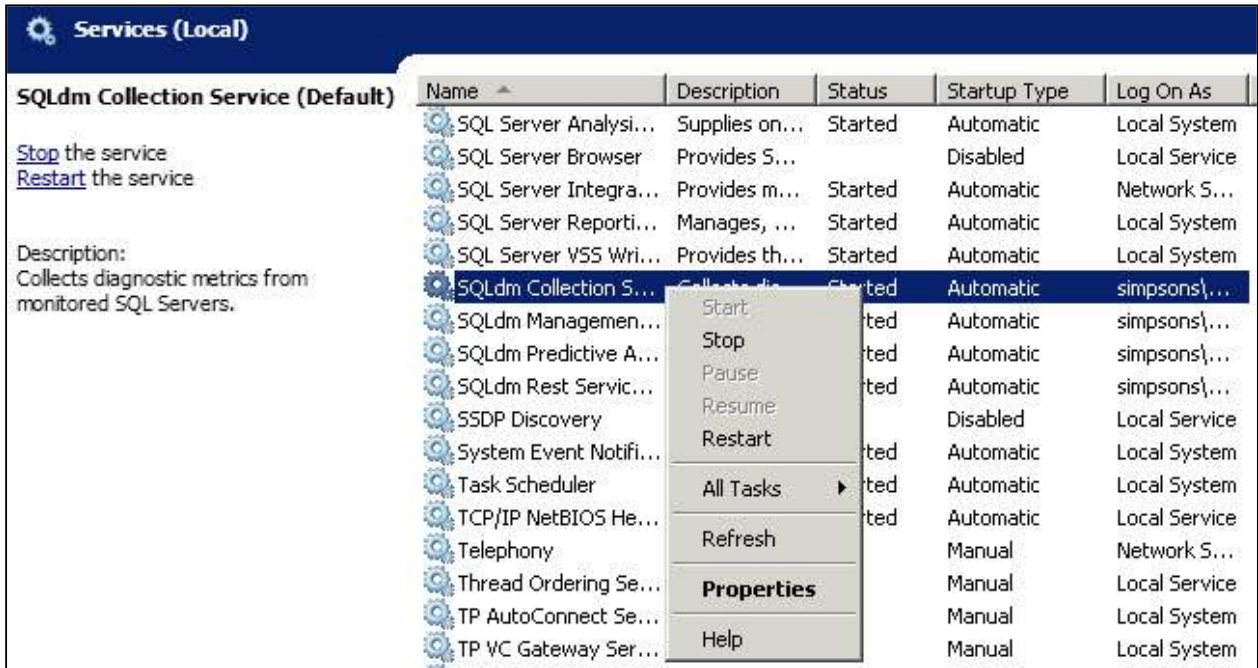 Services (Local)
SQLdm Collection Service (Default)
Stop the service
Restart the service
Description:
Collects diagnostic metrics from
monitored SQL Servers.
Name Description Status Startup Type Log On As
SQL Server Analysi... Supplies on... Started Automatic Local System
SQL Server Browser Provides S... Disabled Local Service
SQL Server Integra... Provides m... Started Automatic Network S...
SQL Server Reporti... Manages, ... Started Automatic Local System
SQL Server VSS Wri... Provides th... Started Automatic Local System
SQLdm Collection S... Automatic simpsons\...
SQLdm Managemen... Automatic simpsons\...
SQLdm Predictive A... Automatic simpsons\...
SQLdm Rest Servic... Automatic simpsons\...
SSDP Discovery Disabled Local Service
System Event Notifi... Automatic Local System
Task Scheduler Automatic Local System
TCP/IP NetBIOS He... Automatic Local Service
Telephony Manual Network S...
Thread Ordering Se... Manual Local Service
TP AutoConnect Se... Manual Local System
TP VC Gateway Ser... Manual Local System
Start
Stop
Pause
Resume
Restart
All Tasks
Refresh
Properties
Help